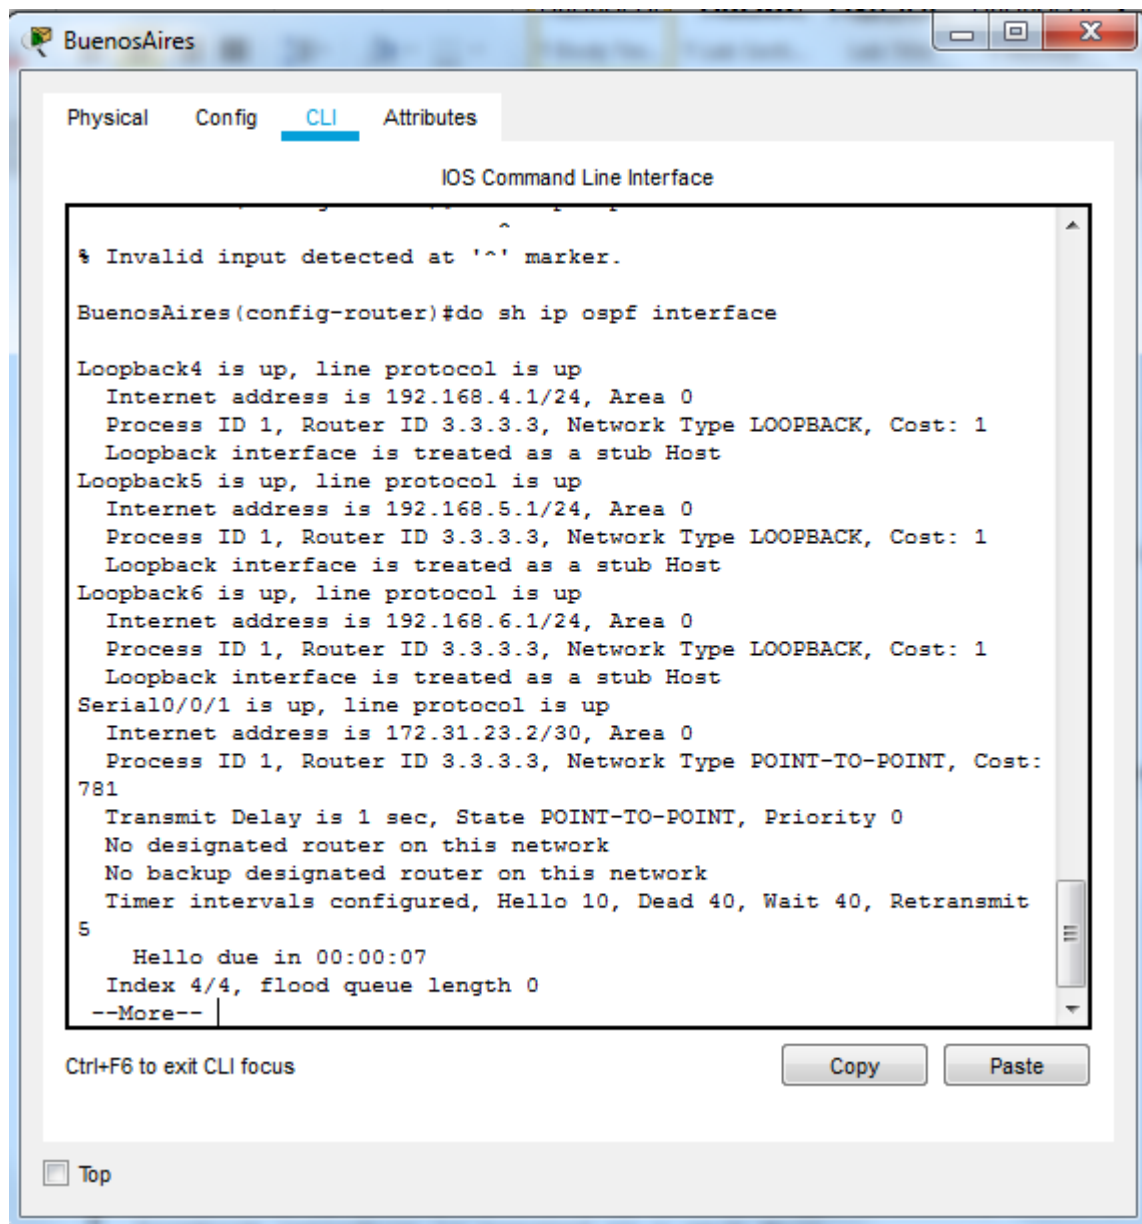 BuenosAires
Physical Config CLI Attributes
IOS Command Line Interface
^
% Invalid input detected at '^' marker.
BuenosAires(config-router)#do sh ip ospf interface
Loopback4 is up, line protocol is up
Internet address is 192.168.4.1/24, Area 0
Process ID 1, Router ID 3.3.3.3, Network Type LOOPBACK, Cost: 1
Loopback interface is treated as a stub Host
Loopback5 is up, line protocol is up
Internet address is 192.168.5.1/24, Area 0
Process ID 1, Router ID 3.3.3.3, Network Type LOOPBACK, Cost: 1
Loopback interface is treated as a stub Host
Loopback6 is up, line protocol is up
Internet address is 192.168.6.1/24, Area 0
Process ID 1, Router ID 3.3.3.3, Network Type LOOPBACK, Cost: 1
Loopback interface is treated as a stub Host
Serial0/0/1 is up, line protocol is up
Internet address is 172.31.23.2/30, Area 0
Process ID 1, Router ID 3.3.3.3, Network Type POINT-TO-POINT, Cost:
781
Transmit Delay is 1 sec, State POINT-TO-POINT, Priority 0
No designated router on this network
No backup designated router on this network
Timer intervals configured, Hello 10, Dead 40, Wait 40, Retransmit
5
Hello due in 00:00:07
Index 4/4, flood queue length 0
--More--
Ctrl+F6 to exit CLI focus
Copy Paste
Top